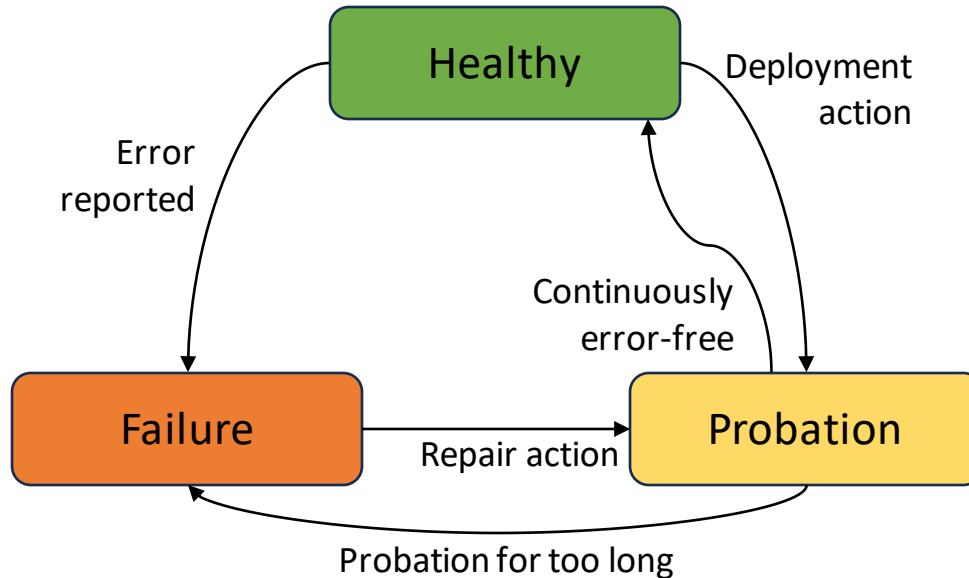 Healthy
Deployment
action
Error
reported
Continuously
error-free
Failure
Repair action
Probation
Probation for too long